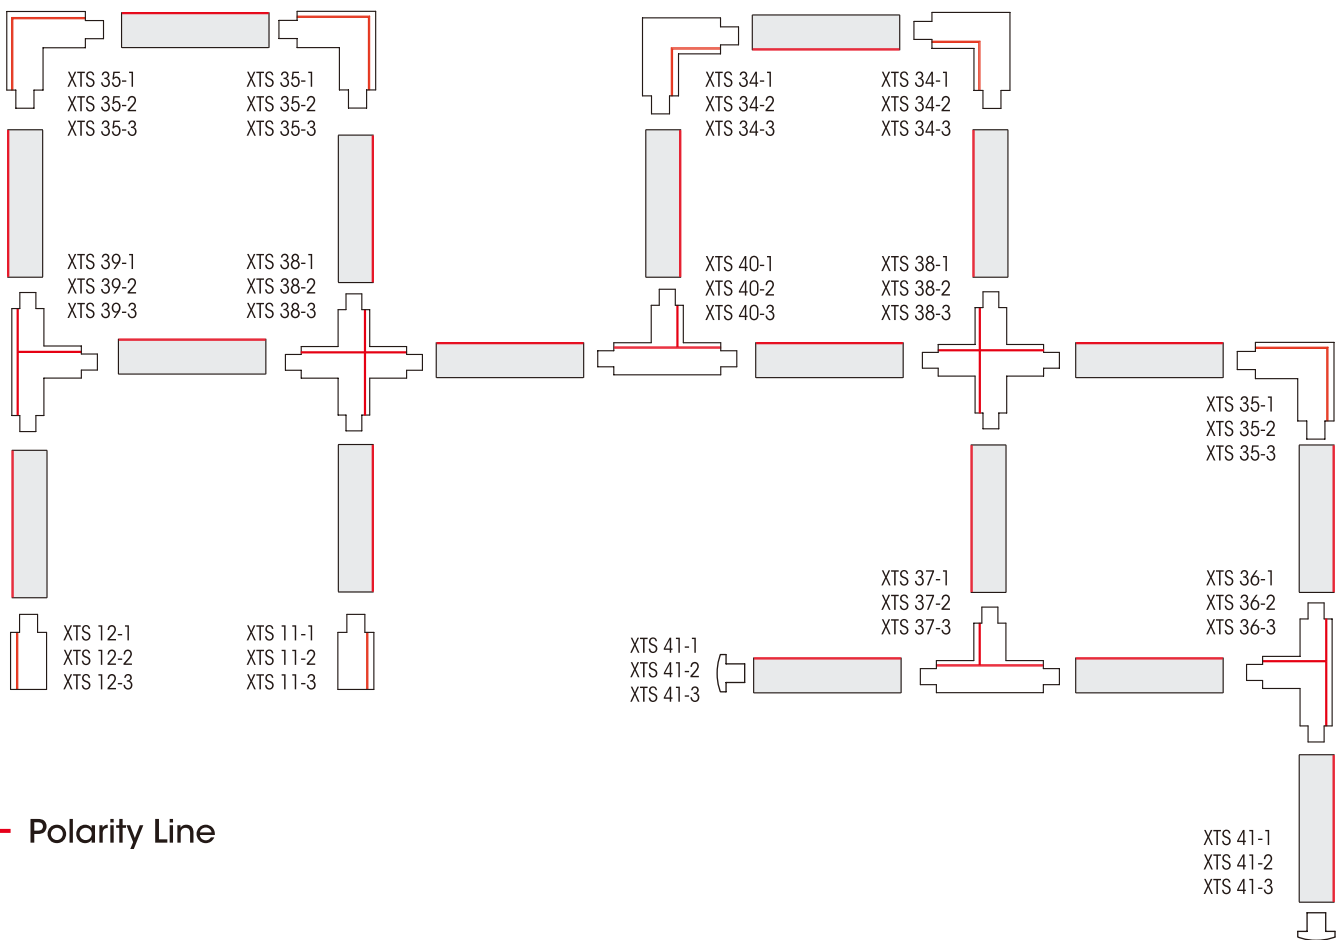 XTS 35-1
XTS 35-2
XTS 35-3
XTS 35-1
XTS 35-2
XTS 35-3
XTS 34-1
XTS 34-2
XTS 34-3
XTS 34-1
XTS 34-2
XTS 34-3
XTS 39-1
XTS 39-2
XTS 39-3
XTS 38-1
XTS 38-2
XTS 38-3
XTS 40-1
XTS 40-2
XTS 40-3
XTS 38-1
XTS 38-2
XTS 38-3
XTS 35-1
XTS 35-2
XTS 35-3
XTS 12-1
XTS 12-2
XTS 12-3
XTS 11-1
XTS 11-2
XTS 11-3
XTS 41-1
XTS 41-2
XTS 41-3
XTS 37-1
XTS 37-2
XTS 37-3
XTS 36-1
XTS 36-2
XTS 36-3
Polarity Line
XTS 41-1
XTS 41-2
XTS 41-3